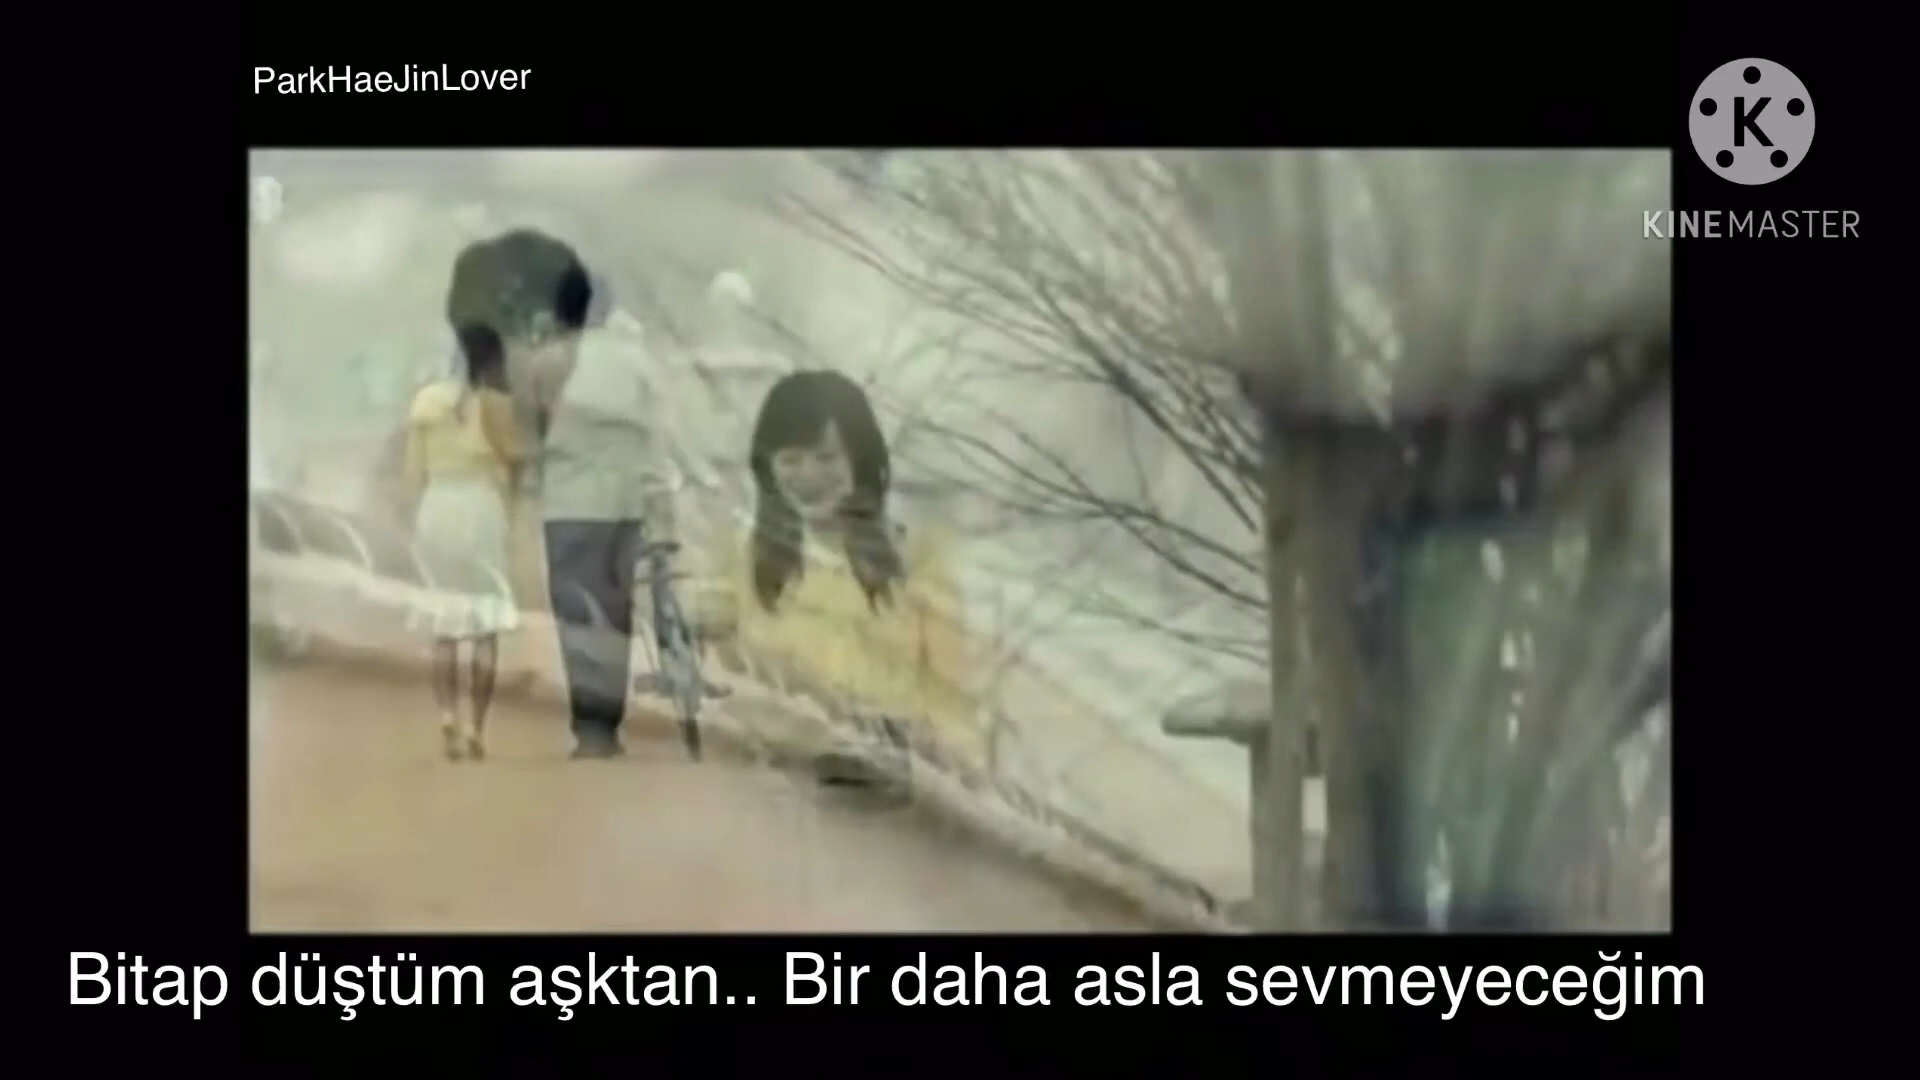 ParkHaeJinLover
K
KINEMASTER
Bitap düştüm aşktan.. Bir daha asla sevmeyeceğim